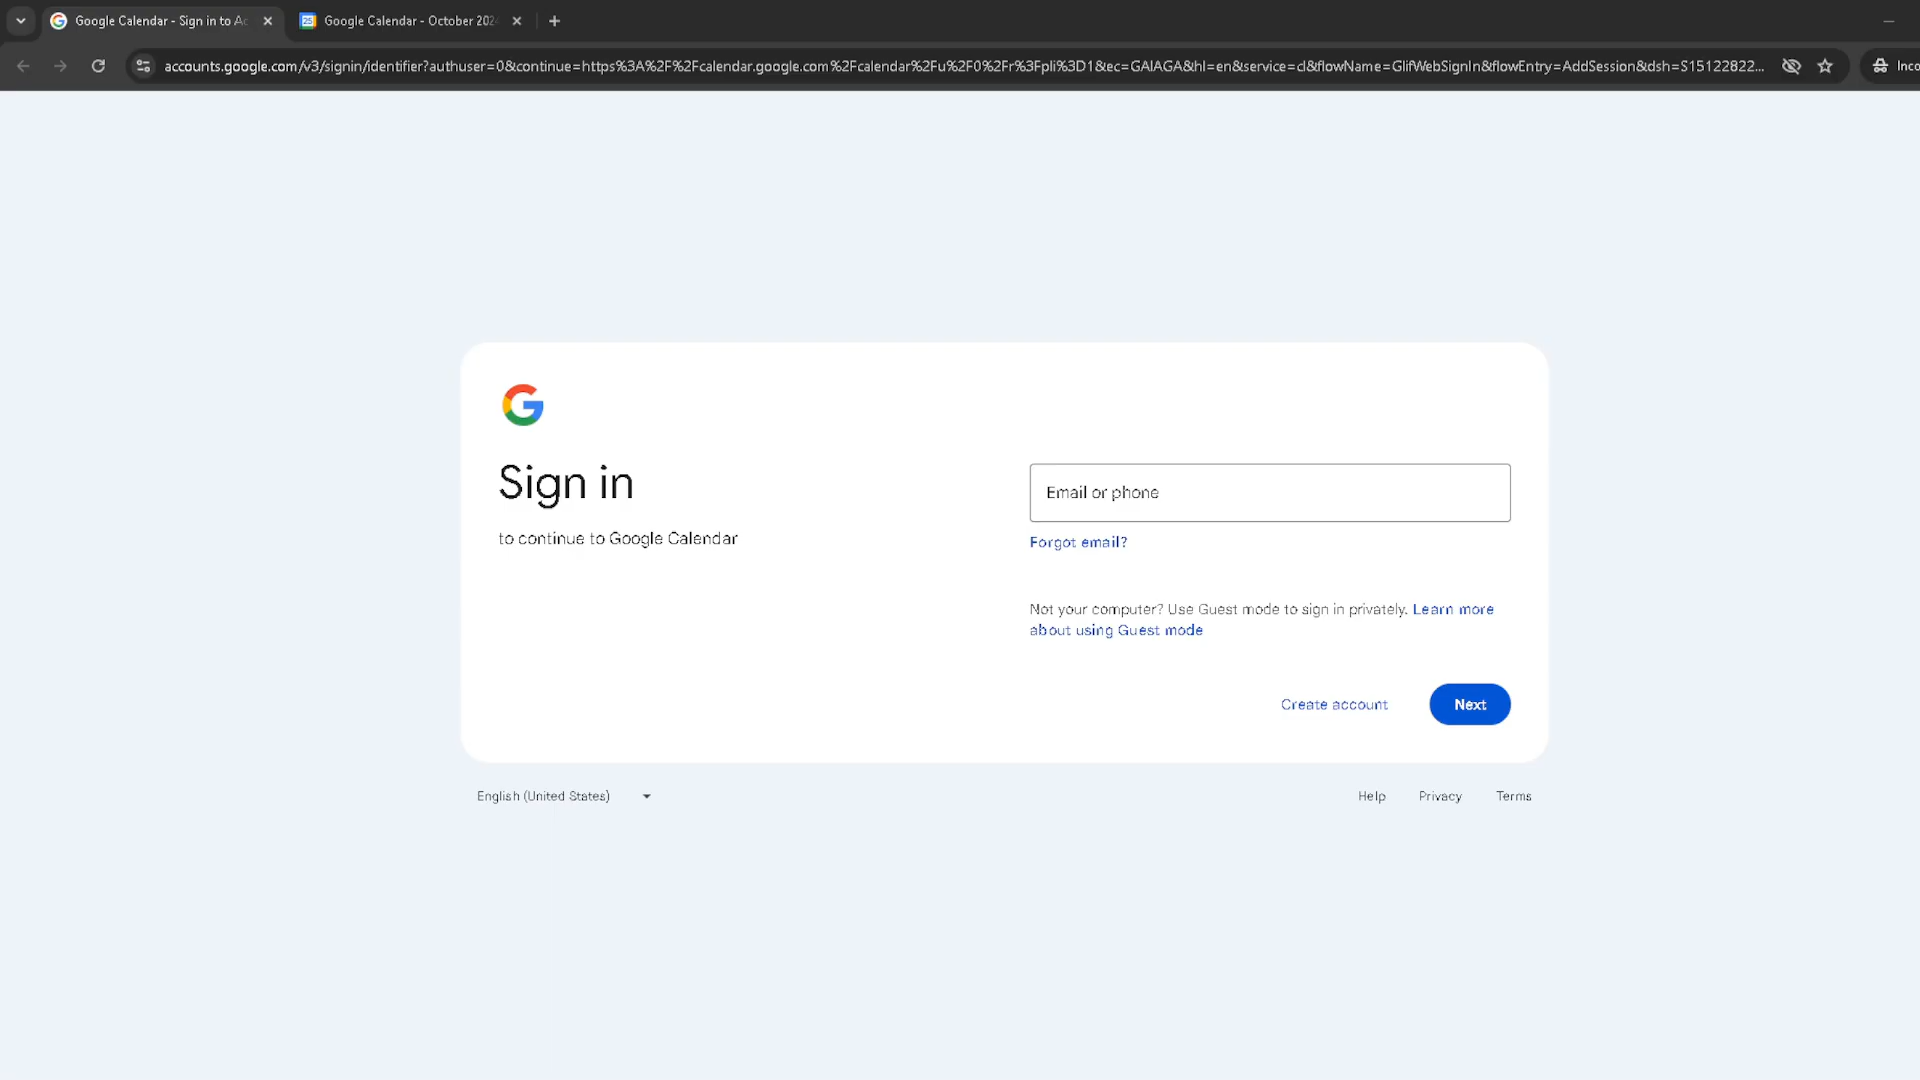 Google Calendar - Sign in to Ac
Google Calendar - October 202
accounts.google.com/v3/signin/identifier?authuser=0&continue=https%3A%2F%2Fcalendar.google.com%2Fcalendar%2Fu%2F0%2Fr%3Fpli%3D1&ec=GAlAGA&hl=en&service=cl&flowName=GlifWebSignIn&flowEntry=AddSession&dsh=S15122822...
Inco
Sign in
to continue to Google Calendar
Email or phone
Forgot email?
Not your computer? Use Guest mode to sign in privately. Learn more
about using Guest mode
Create account
Next
English (United States)
Help
Privacy
Terms